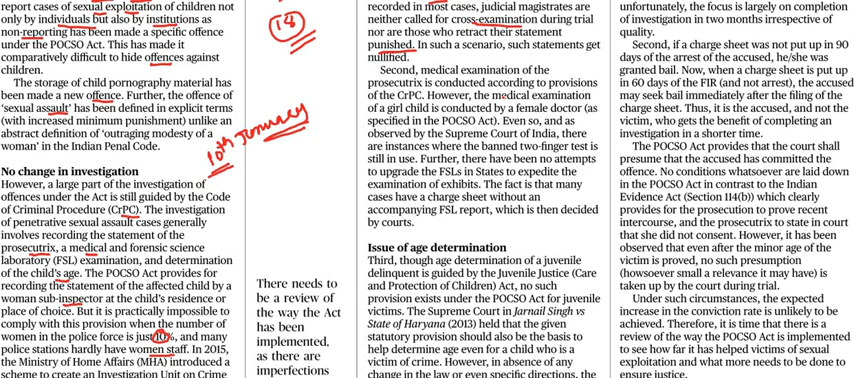 report cases of sexual exploitation of children not
only by individuals but also by institutions as
non-reporting has been made a specific offence
under the POCSO Act. This has made it
comparatively difficult to hide offences against
children.
The storage of child pornography material has
been made a new offence. Further, the offence of
‘sexual assault’ has been defined in explicit terms
(with increased minimum punishment) unlike an
abstract definition of ‘outraging modesty of a
woman’ in the Indian Penal Code.
No change in investigation
However, a large part of the investigation of
offences under the Act is still guided by the Code
of Criminal Procedure (CrPC). The investigation
of penetrative sexual assault cases generally
involves recording the statement of the
prosecutrix, a medical and forensic science
laboratory (FSL) examination, and determination
of the child’s age. The POCSO Act provides for
recording the statement of the affected child by a
woman sub-inspector at the child’s residence or
place of choice. But it is practically impossible to
comply with this provision when the number of
women in the police force is just 10%, and many
police stations hardly have women staff. In 2015,
the Ministry of Home Affairs (MHA) introduced a
scheme to create an Investigation Unit on Crime
18
10th January
There needs to
be a review of
the way the Act
has been
implemented,
as there are
imperfections
recorded in most cases, judicial magistrates are
neither called for cross-examination during trial
nor are those who retract their statement
punished. In such a scenario, such statements get
nullified.
Second, medical examination of the
prosecutrix is conducted according to provisions
of the CrPC. However, the medical examination
of a girl child is conducted by a female doctor (as
specified in the POCSO Act). Even so, and as
observed by the Supreme Court of India, there
are instances where the banned two-finger test is
still in use. Further, there have been no attempts
to upgrade the FSLs in States to expedite the
examination of exhibits. The fact is that many
cases have a charge sheet without an
accompanying FSL report, which is then decided
by courts.
Issue of age determination
Third, though age determination of a juvenile
delinquent is guided by the Juvenile Justice (Care
and Protection of Children) Act, no such
provision exists under the POCSO Act for juvenile
victims. The Supreme Court in Jarnail Singh vs
State of Haryana (2013) held that the given
statutory provision should also be the basis to
help determine age even for a child who is a
victim of crime. However, in absence of any
change in the law or even specific directions, the
unfortunately, the focus is largely on completion
of investigation in two months irrespective of
quality.
Second, if a charge sheet was not put up in 90
days of the arrest of the accused, he/she was
granted bail. Now, when a charge sheet is put up
in 60 days of the FIR (and not arrest), the accused
may seek bail immediately after the filing of the
charge sheet. Thus, it is the accused, and not the
victim, who gets the benefit of completing an
investigation in a shorter time.
The POCSO Act provides that the court shall
presume that the accused has committed the
offence. No conditions whatsoever are laid down
in the POCSO Act in contrast to the Indian
Evidence Act (Section 114(b)) which clearly
provides for the prosecution to prove recent
intercourse, and the prosecutrix to state in court
that she did not consent. However, it has been
observed that even after the minor age of the
victim is proved, no such presumption
(howsoever small a relevance it may have) is
taken up by the court during trial.
Under such circumstances, the expected
increase in the conviction rate is unlikely to be
achieved. Therefore, it is time that there is a
review of the way the POCSO Act is implemented
to see how far it has helped victims of sexual
exploitation and what more needs to be done to
ensure justice.